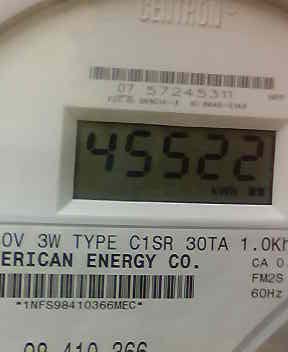 CENTRON
07 57245311
45522
KWH
0V 3W TYPE C1SR 30TA 1.0Kh
ERICAN ENERGY CO.
CA 0.
FM2S
60Hz
*1NFS98410366MEC*
98 410 366